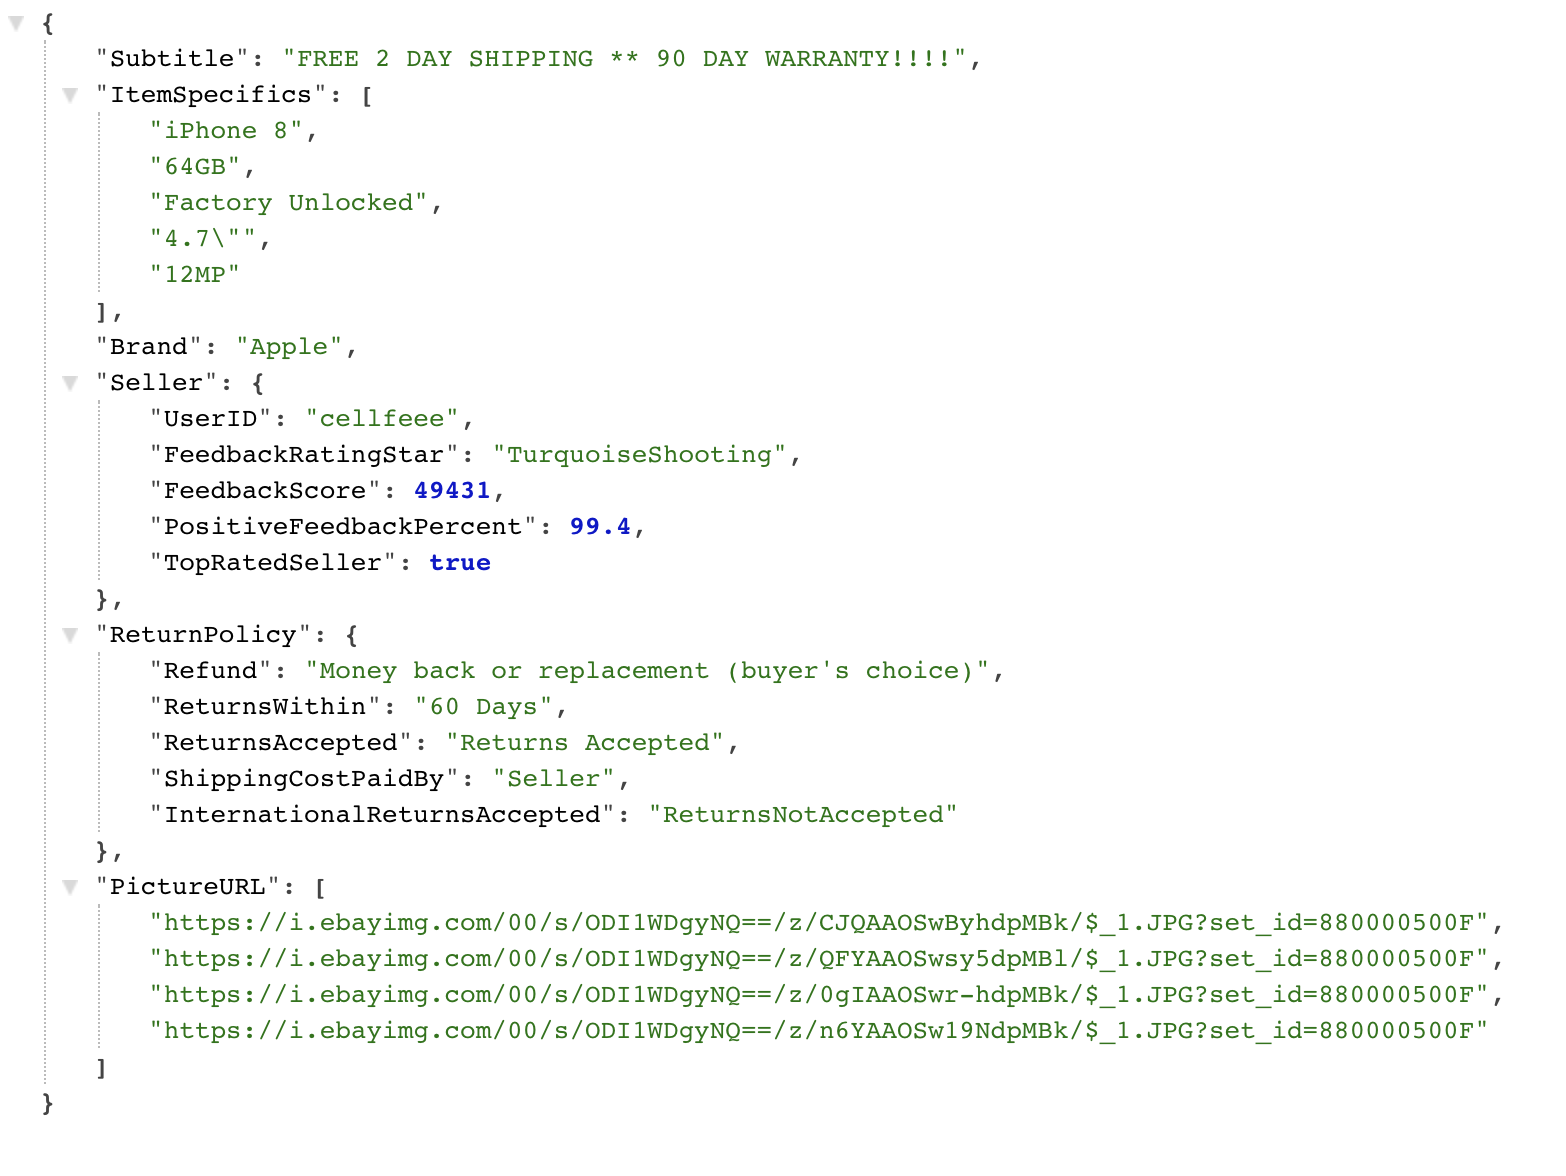 {
"Subtitle": "FREE 2 DAY SHIPPING ** 90 DAY WARRANTY!!!!",
"ItemSpecifics": [
"iPhone 8",
"64GB",
"Factory Unlocked",
"4.7\"",
"12MP"
],
"Brand": "Apple",
"Seller": {
"UserID": "cellfeee",
"FeedbackRatingStar": "TurquoiseShooting",
"FeedbackScore": 49431,
"PositiveFeedbackPercent": 99.4,
"TopRatedSeller": true
},
"ReturnPolicy": {
"Refund": "Money back or replacement (buyer's choice)",
"ReturnsWithin": "60 Days",
"ReturnsAccepted": "Returns Accepted",
"ShippingCostPaidBy": "Seller",
"InternationalReturnsAccepted": "ReturnsNotAccepted"
},
"PictureURL": [
"https://i.ebayimg.com/00/s/ODI1WDgyNQ==/z/CJQAAOSwByhdpMBk/$_1.JPG?set_id=880000500F",
"https://i.ebayimg.com/00/s/ODI1WDgyNQ==/z/QFYAAOSwsy5dpMBl/$_1.JPG?set_id=880000500F",
"https://i.ebayimg.com/00/s/ODI1WDgyNQ==/z/0gIAAOSwr-hdpMBk/$_1.JPG?set_id=880000500F",
"https://i.ebayimg.com/00/s/ODI1WDgyNQ==/z/n6YAAOSw19NdpMBk/$_1.JPG?set_id=880000500F"
]
}